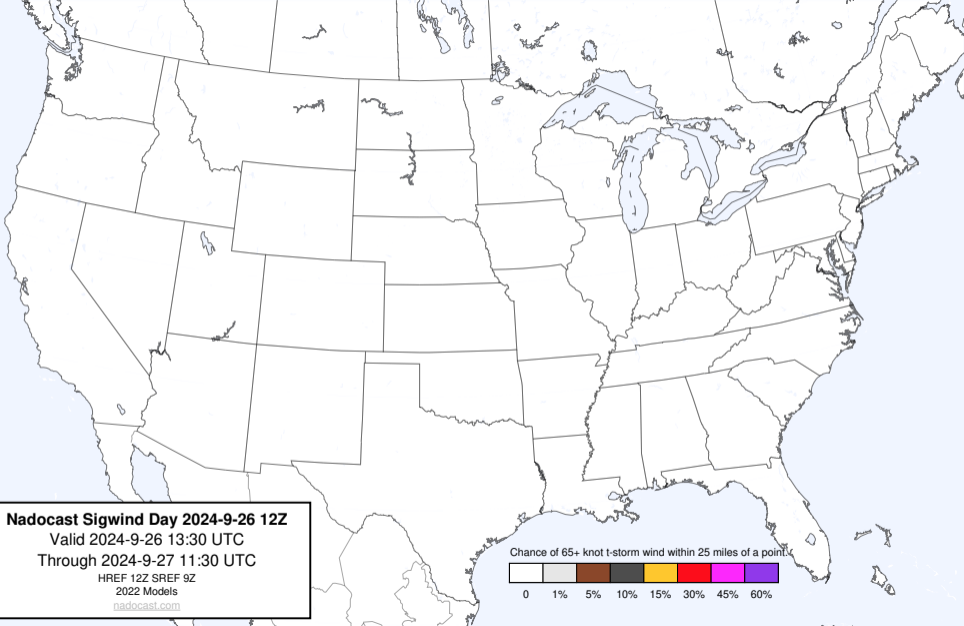 Nadocast Sigwind Day 2024-9-26 12Z
Valid 2024-9-26 13:30 UTC
Through 2024-9-27 11:30 UTC
HREF 12Z SREF 9Z
2022 Models
nadocast.com
Chance of 65+ knot t-storm wind within 25 miles of a point.
0 1% 5% 10% 15% 30% 45% 60%